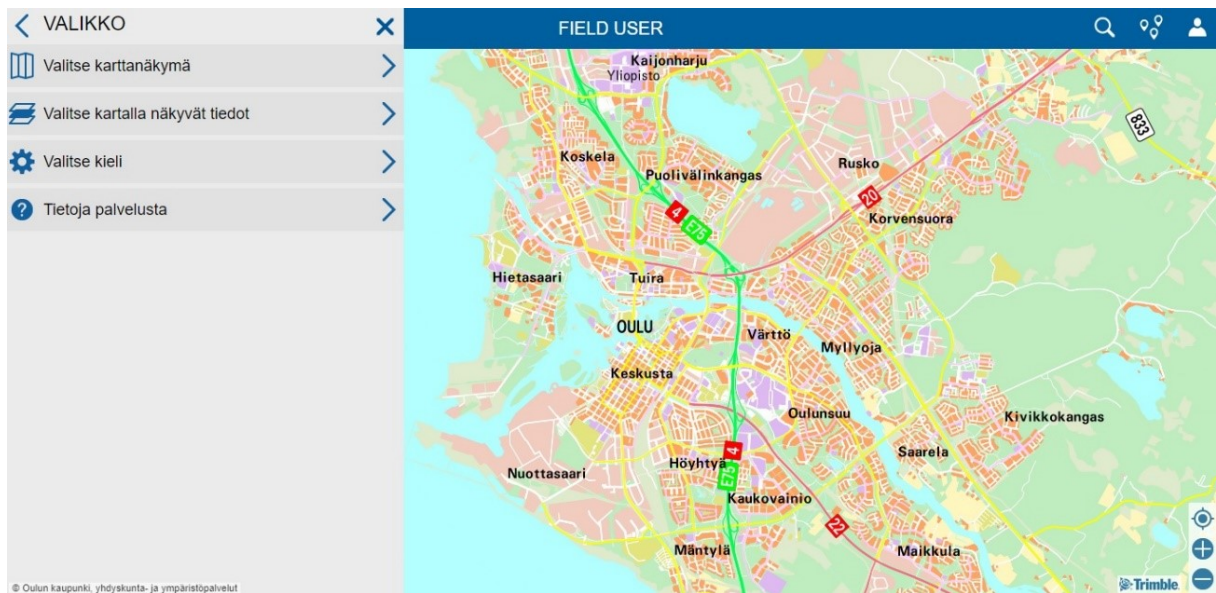 VALIKKO
FIELD USER
Valitse karttanäkymä
Valitse kartalla näkyvät tiedot
Valitse kieli
Tietoja palvelusta
© Oulun kaupunki, yhdyskunta- ja ympäristöpalvelut
Kaijonharju
Yliopisto
833
Koskela
Rusko
Puolivälinkangas
20
4
E75
Korvensuora
Hietasaari
Tuira
OULU
Värttö
Myllyoja
Keskusta
Oulunsuu
Kivikkokangas
4
Saarela
Höyhtyä
Nuottasaari
E75
Kaukovainio
22
Mäntylä
Maikkula
Trimble